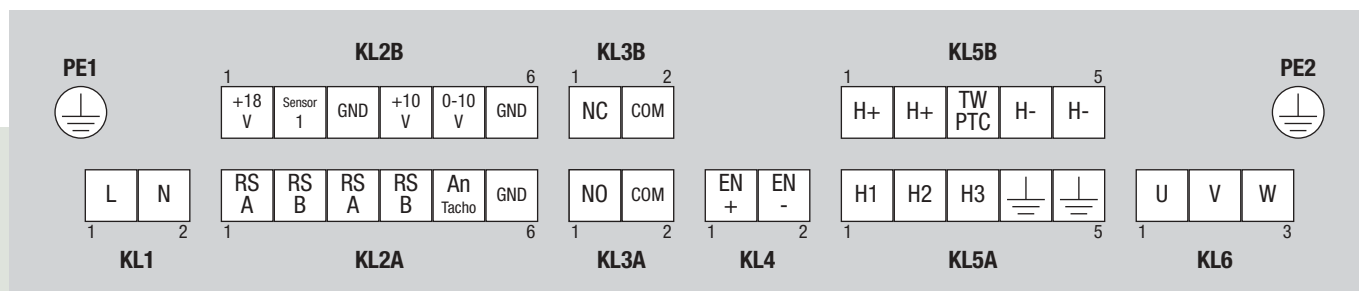 KL2B KL3B KL5B
PE1 PE2
1 6 1 2 1 5
+18 V Sensor 1 GND +10 V 0-10 V GND NC COM H+ H+ TW PTC H- H-
L N RS A RS B RS A RS B An Tacho GND NO COM EN + EN - H1 H2 H3 U V W
1 2 1 6 1 2 1 2 1 5 1 3
KL1 KL2A KL3A KL4 KL5A KL6